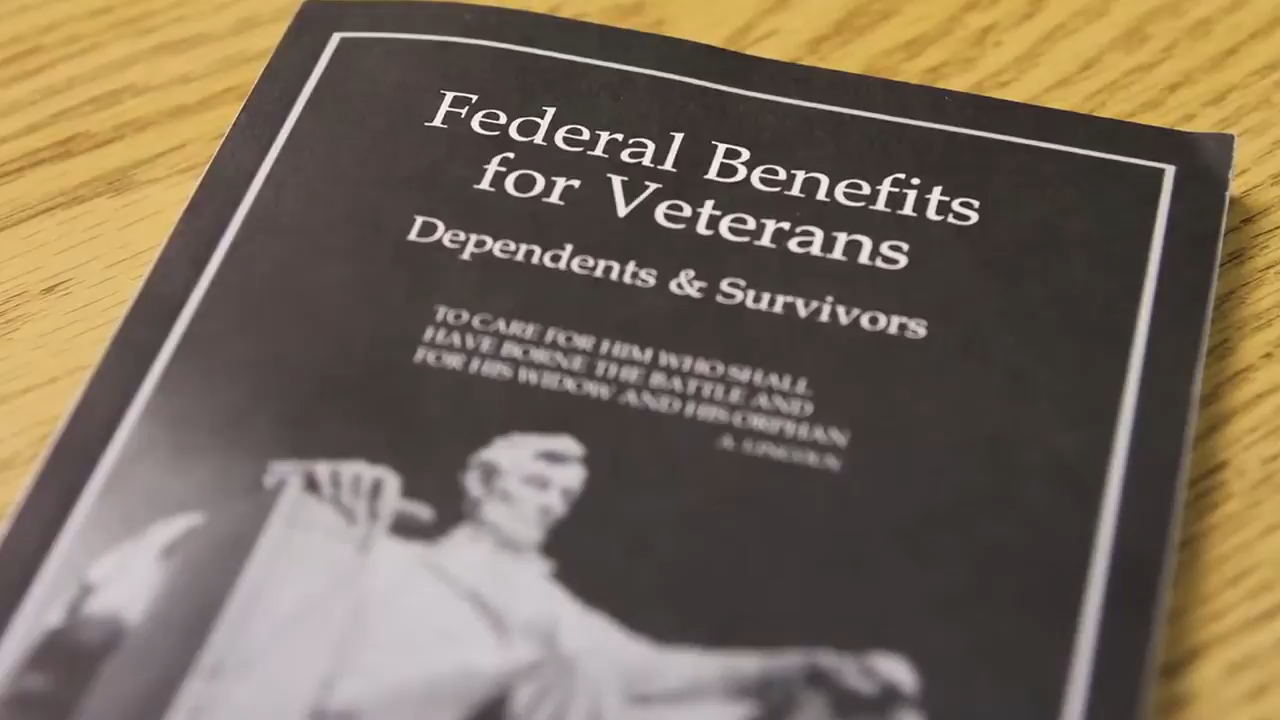 Federal Benefits
for Veterans
Dependents & Survivors
TO CARE FOR HIM WHO SHALL
HAVE BORNE THE BATTLE AND
FOR HIS WIDOW AND HIS ORPHAN
A. LINCOLN